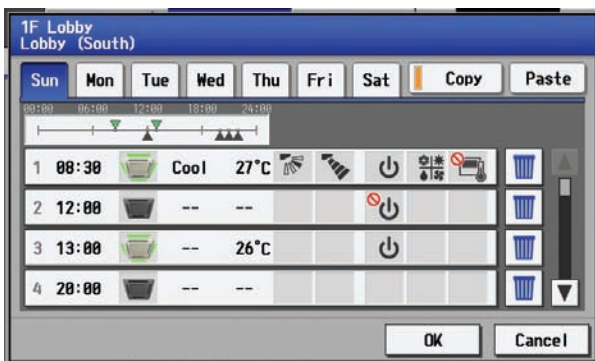 1F Lobby
Lobby (South)
Sun Mon Tue Wed Thu Fri Sat Copy Paste
00:00 06:00 12:00 18:00 24:00
1 08:30 Cool 27°C
2 12:00 -- --
3 13:00 -- 26°C
4 20:00 -- --
OK Cancel